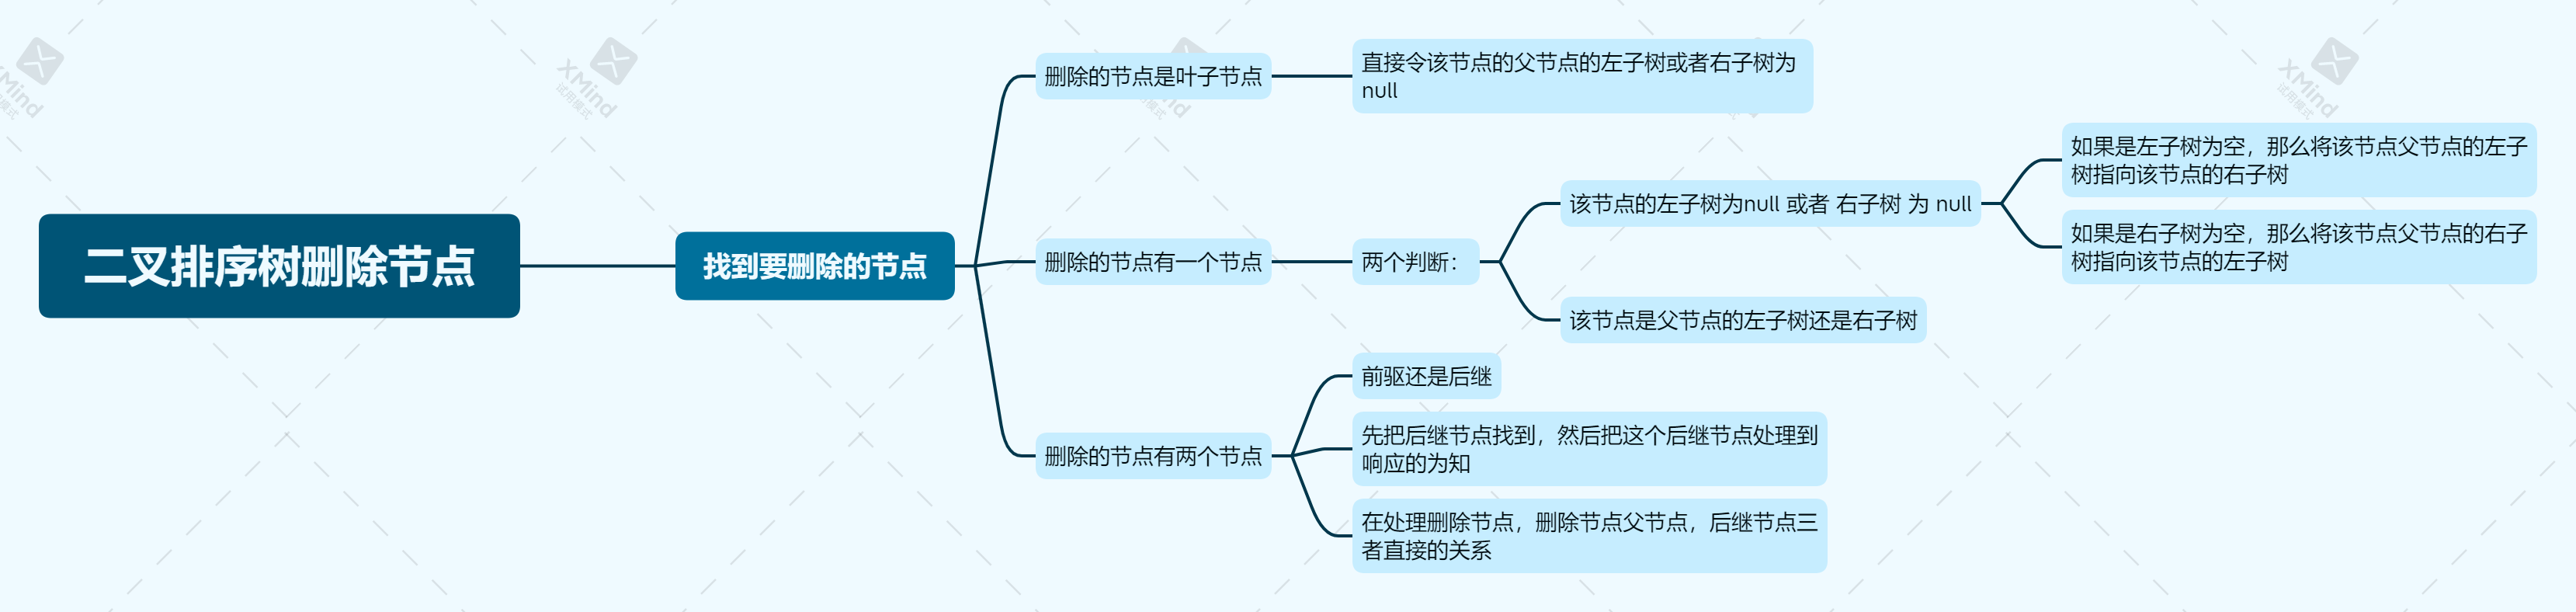 二叉排序树删除节点
找到要删除的节点
删除的节点是叶子节点
直接令该节点的父节点的左子树或者右子树为
null
删除的节点有一个节点
两个判断：
该节点的左子树为null 或者 右子树 为 null
如果是左子树为空，那么将该节点父节点的左子
树指向该节点的右子树
如果是右子树为空，那么将该节点父节点的右子
树指向该节点的左子树
该节点是父节点的左子树还是右子树
删除的节点有两个节点
前驱还是后继
先把后继节点找到，然后把这个后继节点处理到
响应的为知
在处理删除节点，删除节点父节点，后继节点三
者直接的关系
XMind
试用模式
XMind
试用模式
XMind
试用模式